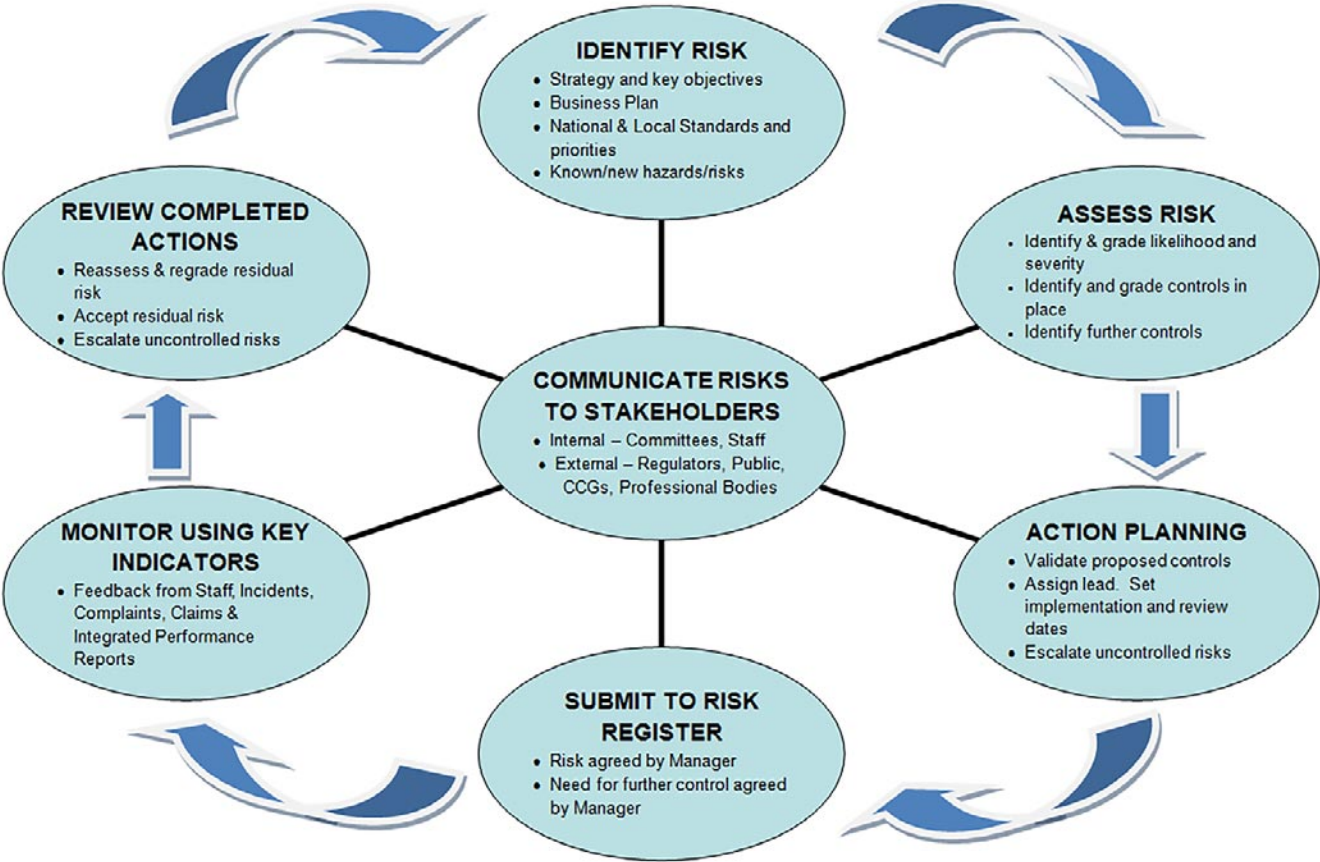 IDENTIFY RISK
• Strategy and key objectives
• Business Plan
• National & Local Standards and
priorities
• Known/new hazards/risks
ASSESS RISK
• Identify & grade likelihood and
severity
• Identify and grade controls in
place
• Identify further controls
ACTION PLANNING
• Validate proposed controls
• Assign lead. Set
implementation and review
dates
• Escalate uncontrolled risks
SUBMIT TO RISK
REGISTER
• Risk agreed by Manager
• Need for further control agreed
by Manager
MONITOR USING KEY
INDICATORS
• Feedback from Staff, Incidents,
Complaints, Claims &
Integrated Performance
Reports
REVIEW COMPLETED
ACTIONS
• Reassess & regrade residual
risk
• Accept residual risk
• Escalate uncontrolled risks
COMMUNICATE RISKS
TO STAKEHOLDERS
• Internal – Committees, Staff
• External – Regulators, Public,
CCGs, Professional Bodies